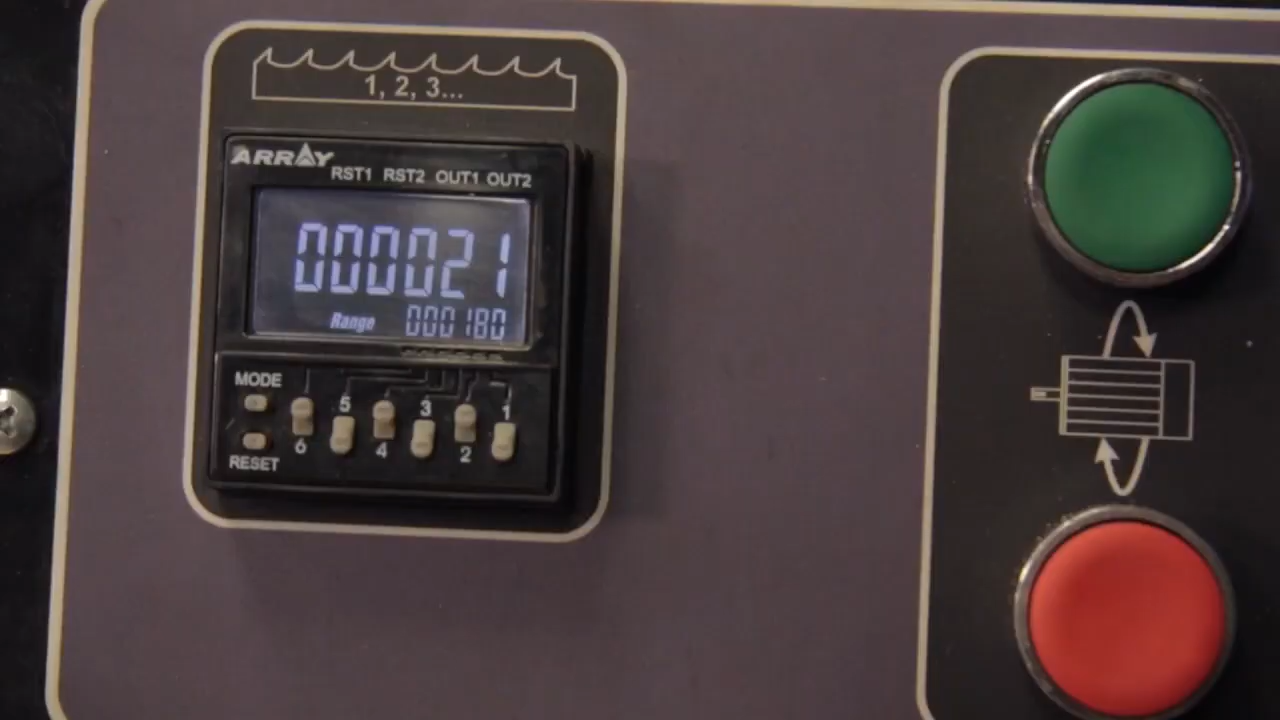 1, 2, 3...
ARRAY
RST1 RST2 OUT1 OUT2
000021
Range 000180
MODE
5 3 1
6 4 2
RESET